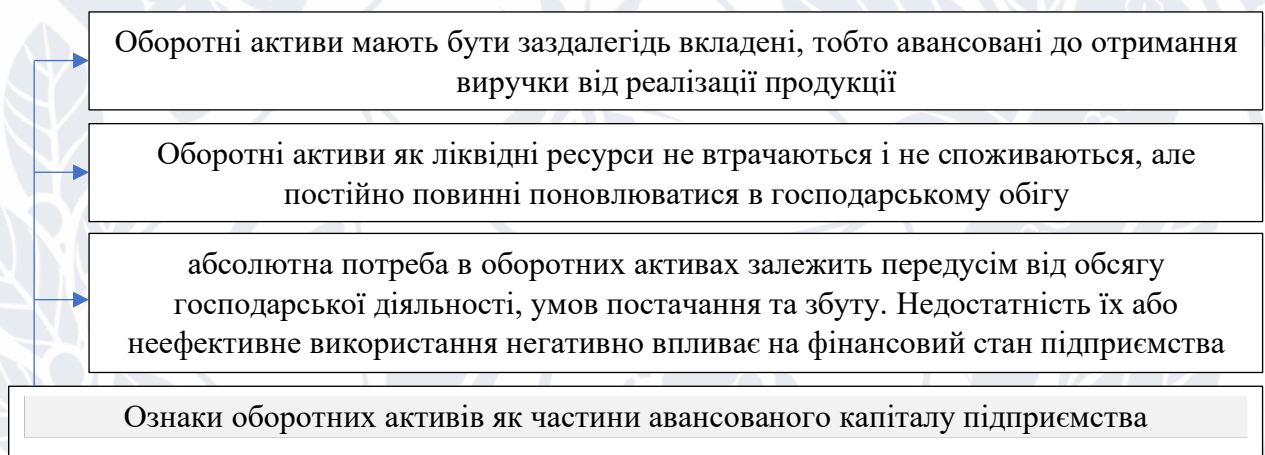 Оборотні активи мають бути заздалегідь вкладені, тобто авансовані до отримання
виручки від реалізації продукції
Оборотні активи як ліквідні ресурси не втрачаються і не споживаються, але
постійно повинні поновлюватися в господарському обігу
абсолютна потреба в оборотних активах залежить передусім від обсягу
господарської діяльності, умов постачання та збуту. Недостатність їх або
неефективне використання негативно впливає на фінансовий стан підприємства
Ознаки оборотних активів як частини авансованого капіталу підприємства